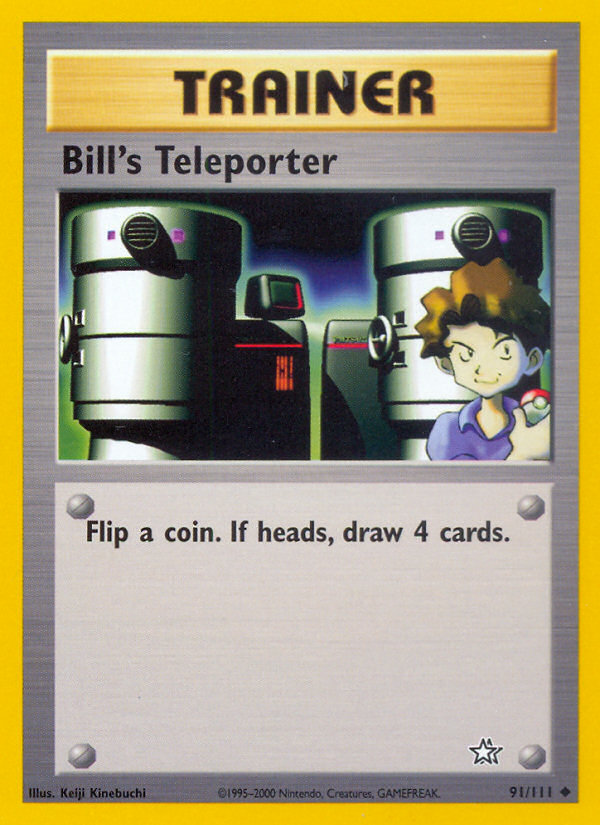 TRAINER
Bill's Teleporter
Flip a coin. If heads, draw 4 cards.
Illus. Keiji Kinebuchi
©1995-2000 Nintendo, Creatures, GAMEFREAK.
91/111